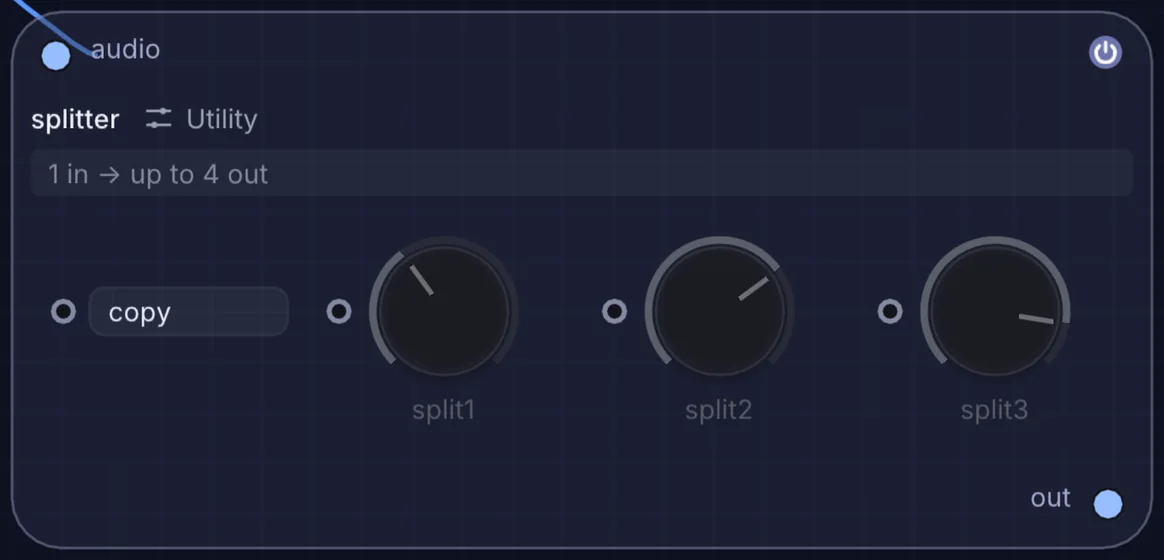 audio
splitter Utility
1 in → up to 4 out
copy
split1 split2 split3
out